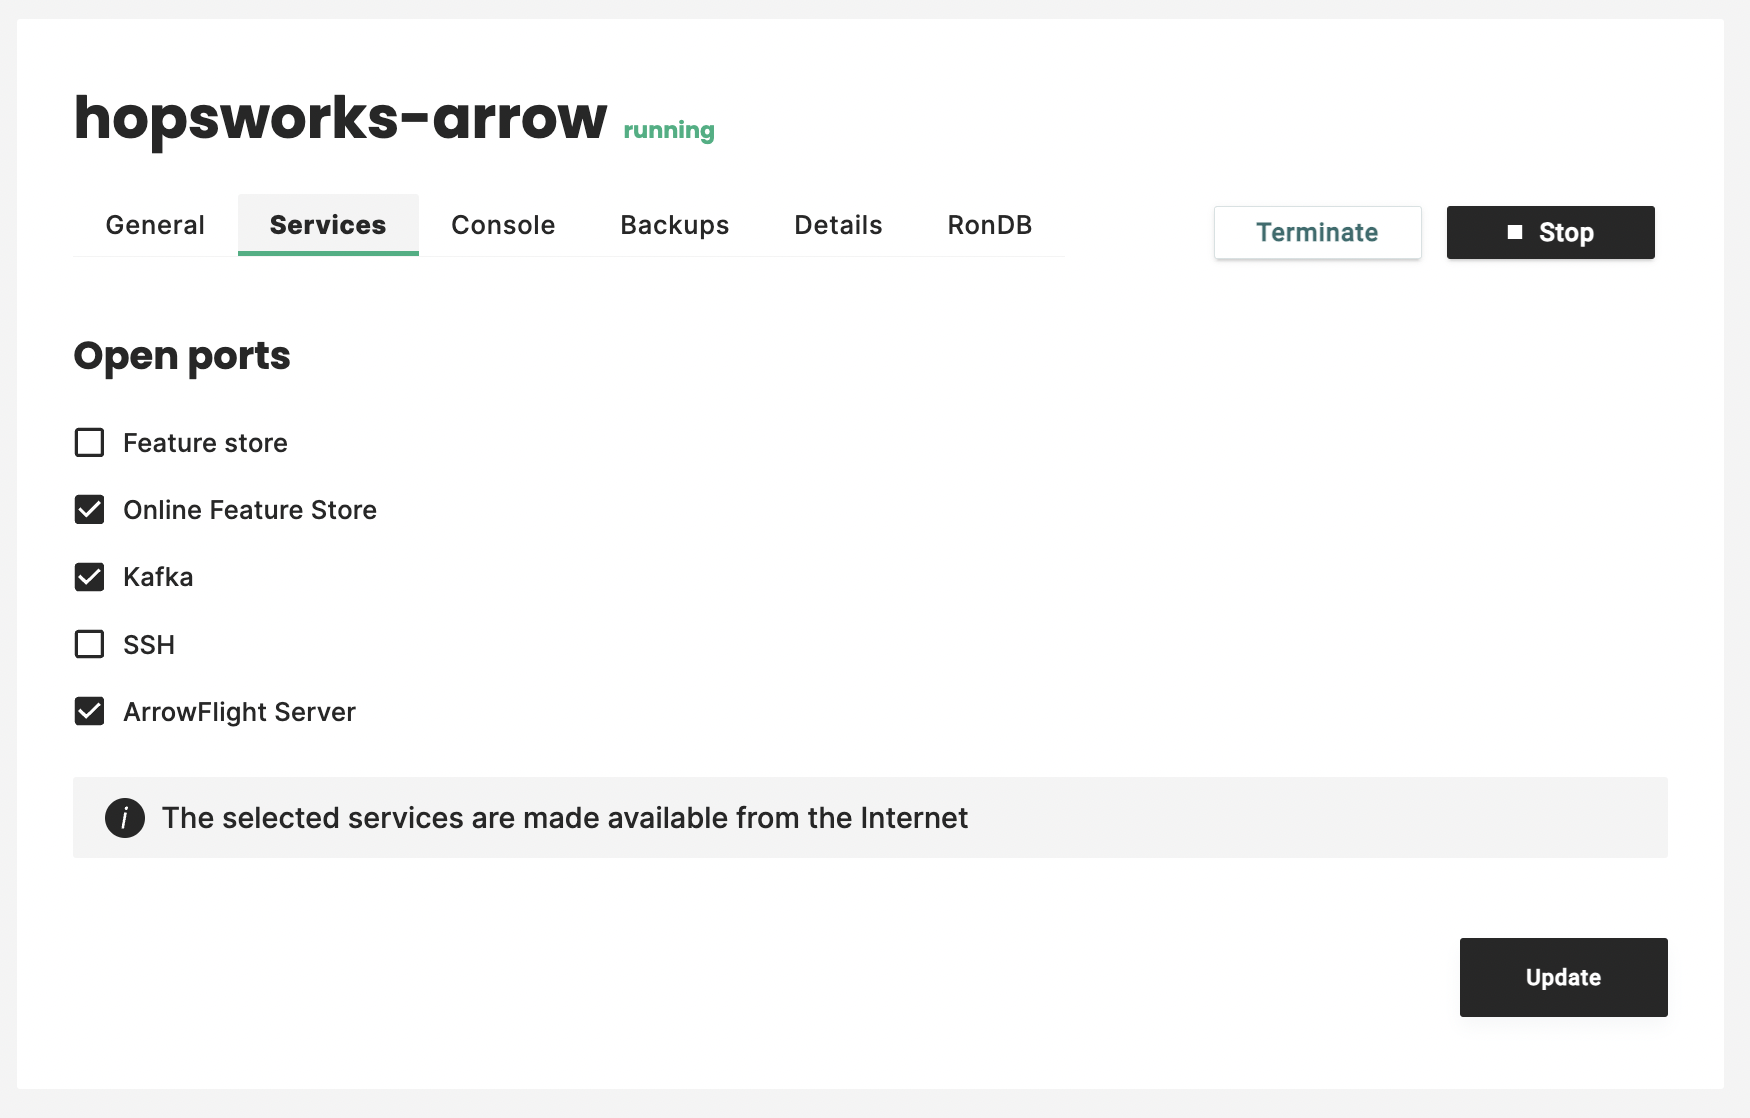 hopsworks-arrow running
General Services Console Backups Details RonDB Terminate Stop
Open ports
Feature store
Online Feature Store
Kafka
SSH
ArrowFlight Server
i The selected services are made available from the Internet
Update